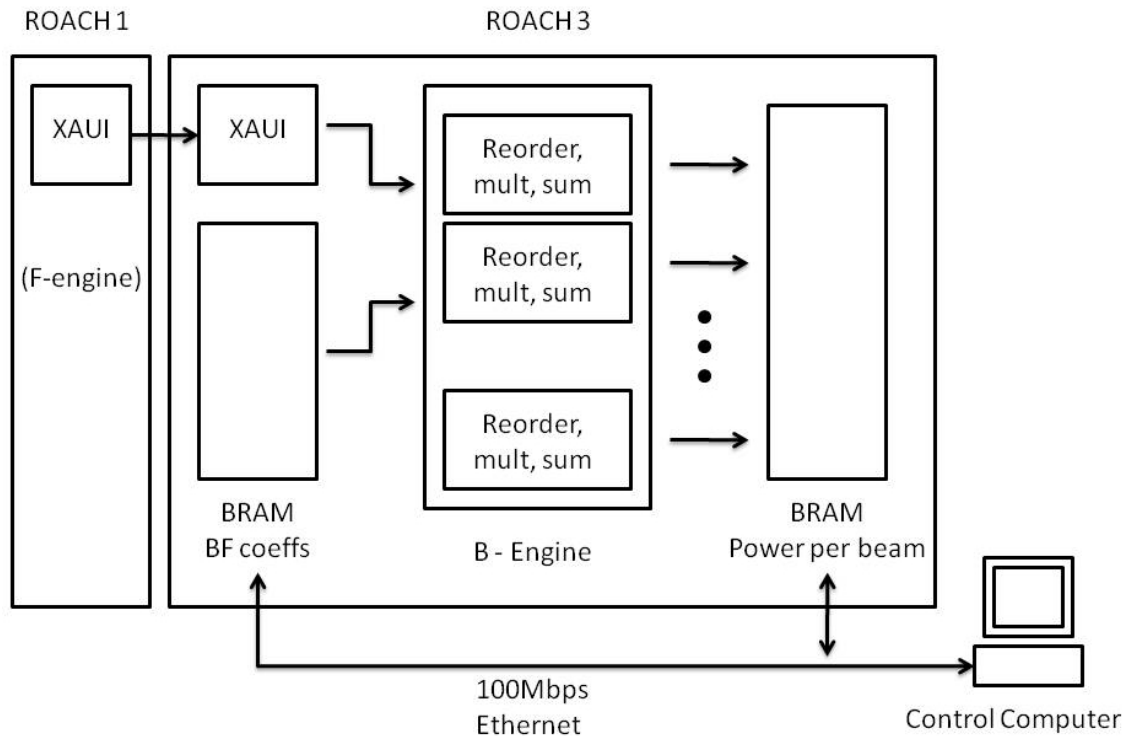 ROACH 1
ROACH 3
XAUI
XAUI
Reorder,
mult, sum
(F-engine)
Reorder,
mult, sum
Reorder,
mult, sum
BRAM
BF coeffs
B - Engine
BRAM
Power per beam
100Mbps
Ethernet
Control Computer